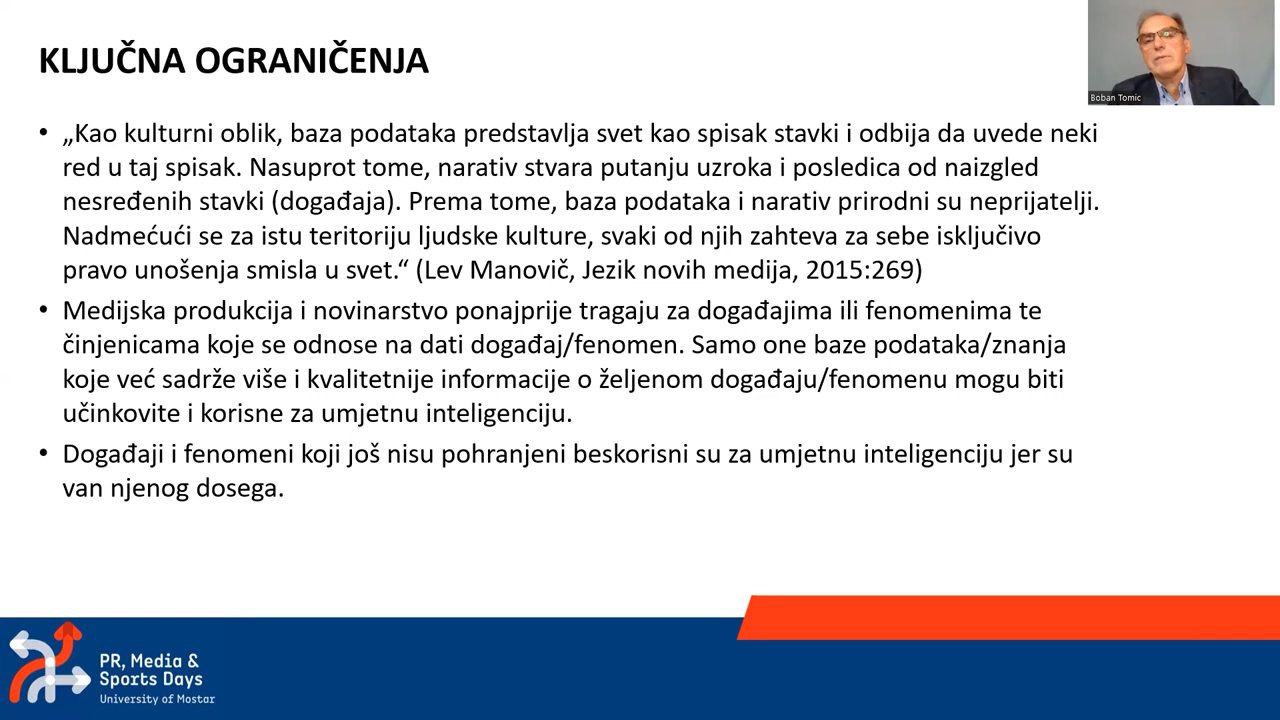 KLJUČNA OGRANIČENJA
Boban Tomic
• „Kao kulturni oblik, baza podataka predstavlja svet kao spisak stavki i odbija da uvede neki
red u taj spisak. Nasuprot tome, narativ stvara putanju uzroka i posledica od naizgled
nesređenih stavki (događaja). Prema tome, baza podataka i narativ prirodni su neprijatelji.
Nadmećući se za istu teritoriju ljudske kulture, svaki od njih zahteva za sebe isključivo
pravo unošenja smisla u svet.“ (Lev Manovič, Jezik novih medija, 2015:269)
• Medijska produkcija i novinarstvo ponajprije tragaju za događajima ili fenomenima te
činjenicama koje se odnose na dati događaj/fenomen. Samo one baze podataka/znanja
koje već sadrže više i kvalitetnije informacije o željenom događaju/fenomenu mogu biti
učinkovite i korisne za umjetnu inteligenciju.
• Događaji i fenomeni koji još nisu pohranjeni beskorisni su za umjetnu inteligenciju jer su
van njenog dosega.
PR, Media &
Sports Days
University of Mostar